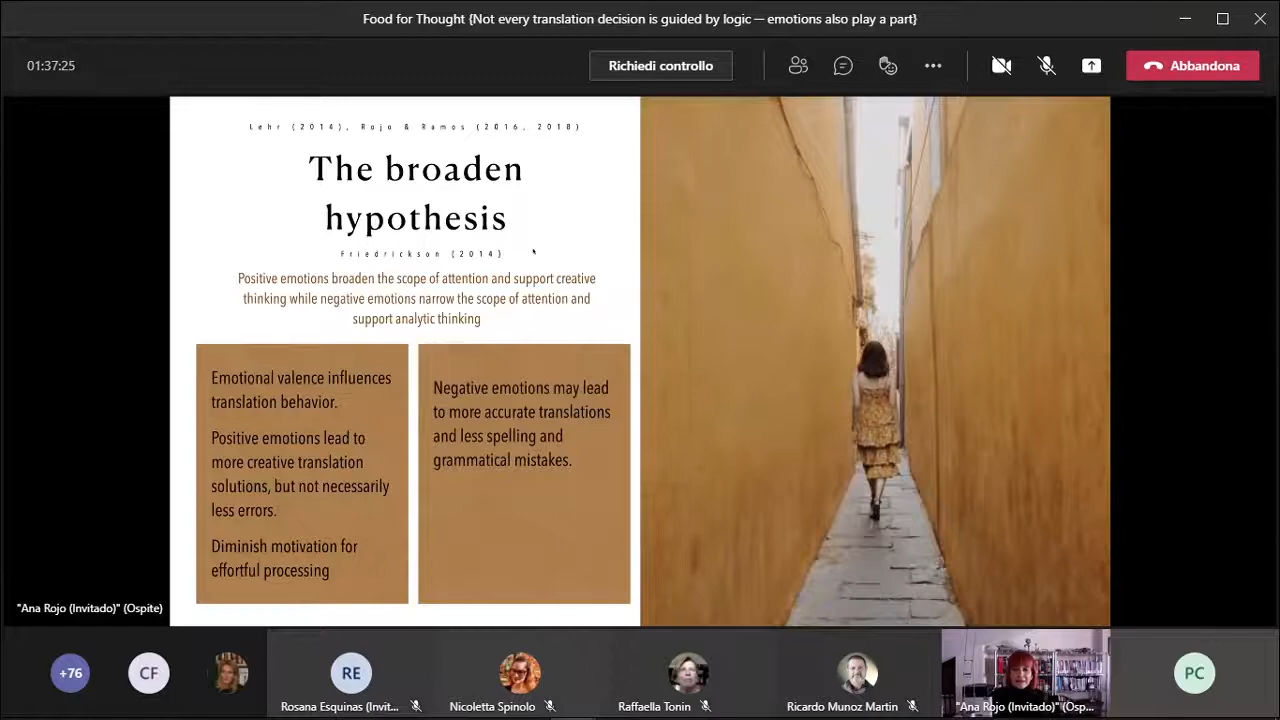 Food for Thought {Not every translation decision is guided by logic — emotions also play a part}
01:37:25
Richiedi controllo
Abbandona
Lehr (2014), Rojo & Ramos (2016, 2018)
The broaden
hypothesis
Friedrickson (2014)
Positive emotions broaden the scope of attention and support creative
thinking while negative emotions narrow the scope of attention and
support analytic thinking
Emotional valence influences
translation behavior.
Positive emotions lead to
more creative translation
solutions, but not necessarily
less errors.
Diminish motivation for
effortful processing
Negative emotions may lead
to more accurate translations
and less spelling and
grammatical mistakes.
"Ana Rojo (Invitado)" (Ospite)
+76
CF
RE
Rosana Esquinas (Invit...
Nicoletta Spinolo
Raffaella Tonin
Ricardo Munoz Martin
"Ana Rojo (Invitado)" (Osp...
PC